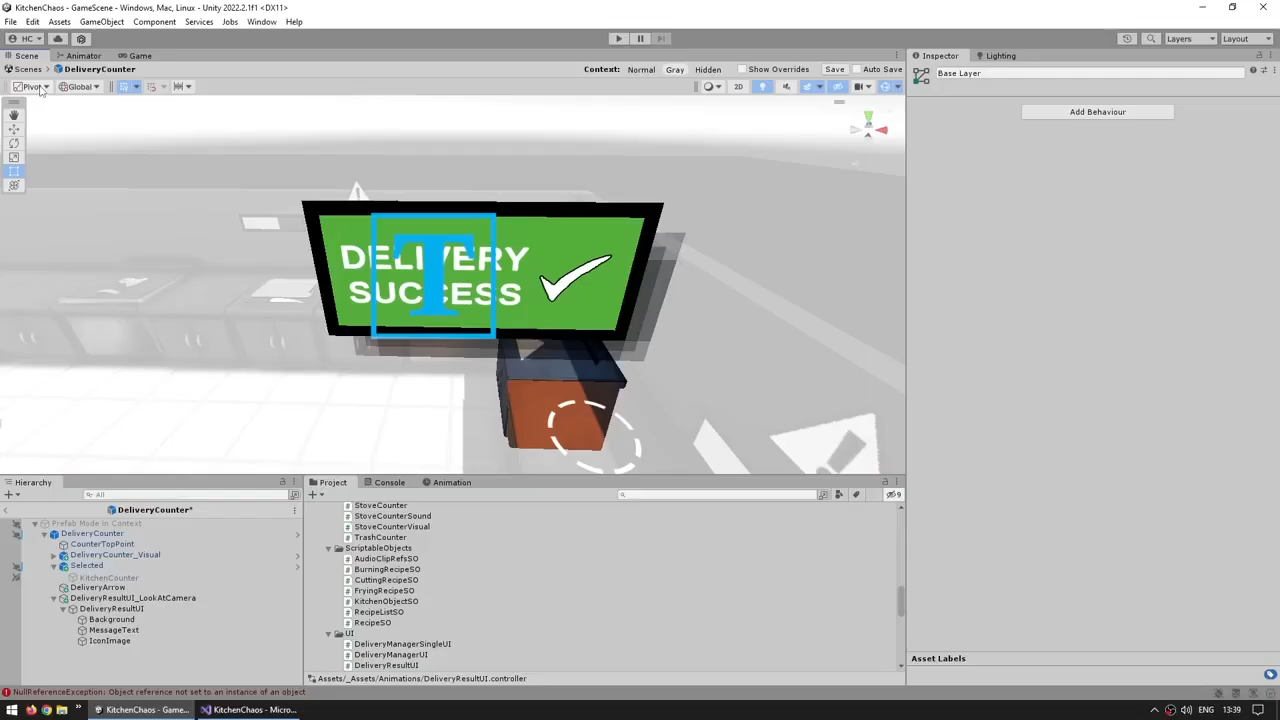 KitchenChaos - GameScene - Windows, Mac, Linux - Unity 2022.2.1f1 <DX11>
File Edit Assets GameObject Component Services Jobs Window Help
HC Layers Layout
Scene Animator Game Inspector Lighting
Scenes DeliveryCounter Context: Normal Gray Hidden Show Overrides Save Auto Save
Base Layer
Pivot Global 2D
Add Behaviour
DELIVERY
SUCCESS
T
Hierarchy Project Console Animation
All 9
DeliveryCounter*
Prefab Mode in Context
DeliveryCounter
CounterTopPoint
DeliveryCounter_Visual
Selected
KitchenCounter
DeliveryArrow
DeliveryResultUI_LookAtCamera
DeliveryResultUI
Background
MessageText
IconImage
StoveCounter
StoveCounterSound
StoveCounterVisual
TrashCounter
ScriptableObjects
AudioClipRefsSO
BurningRecipeSO
CuttingRecipeSO
FryingRecipeSO
KitchenObjectSO
RecipeListSO
RecipeSO
UI
DeliveryManagerSingleUI
DeliveryManagerUI
DeliveryResultUI
Assets/_Assets/Animations/DeliveryResultUI.controller
Asset Labels
NullReferenceException: Object reference not set to an instance of an object
KitchenChaos - Game... KitchenChaos - Micro... ENG 13:39